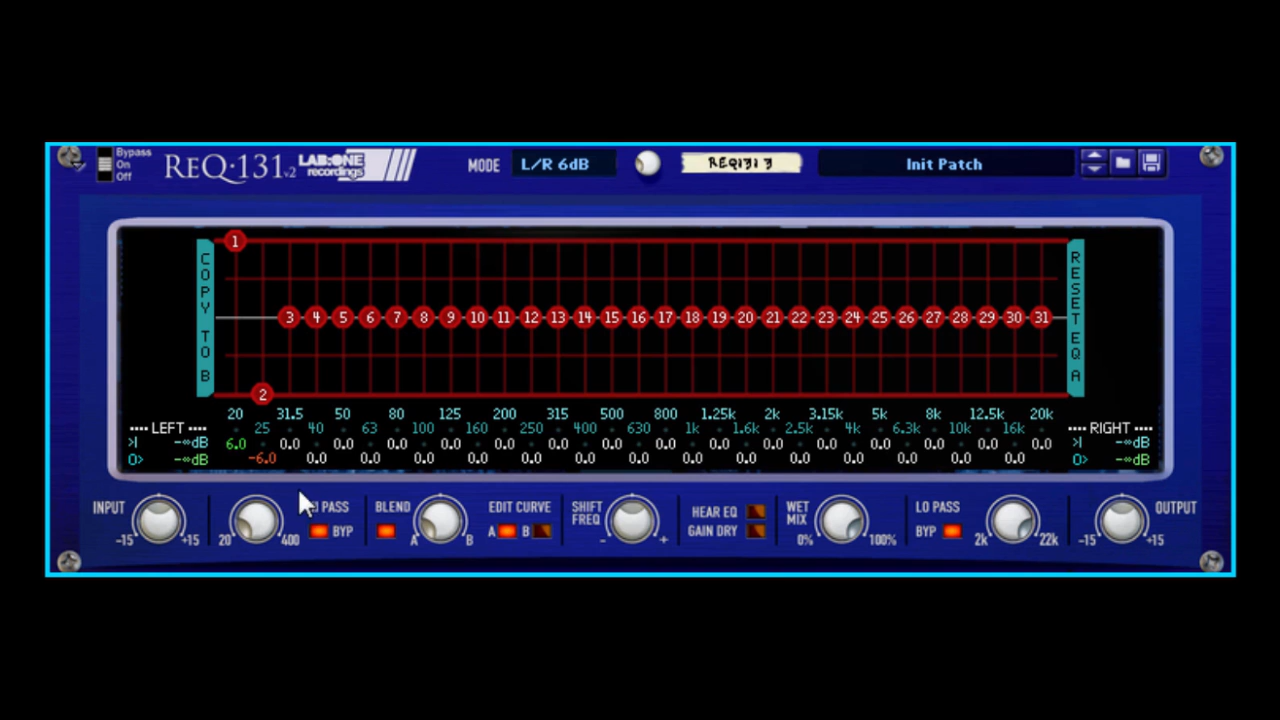 Bypass
On
Off
ReQ·131 v2
LAB:ONE
recordings
MODE
L/R 6dB
REQ131 3
Init Patch
COPY TO B
1
2
3 4 5 6 7 8 9 10 11 12 13 14 15 16 17 18 19 20 21 22 23 24 25 26 27 28 29 30 31
RESET EQ A
20 31.5 50 80 125 200 315 500 800 1.25k 2k 3.15k 5k 8k 12.5k 20k
25 40 63 100 160 250 400 630 1k 1.6k 2.5k 4k 6.3k 10k 16k
6.0 0.0 0.0 0.0 0.0 0.0 0.0 0.0 0.0 0.0 0.0 0.0 0.0 0.0 0.0 0.0
-6.0 0.0 0.0 0.0 0.0 0.0 0.0 0.0 0.0 0.0 0.0 0.0 0.0 0.0 0.0
---- LEFT ----
>I -∞dB
O> -∞dB
---- RIGHT ----
>I -∞dB
O> -∞dB
INPUT
-15 +15
20 400
PASS
BYP
BLEND
A B
EDIT CURVE
A B
SHIFT
FREQ
- +
HEAR EQ
GAIN DRY
WET
MIX
0% 100%
LO PASS
BYP
2k 22k
OUTPUT
-15 +15